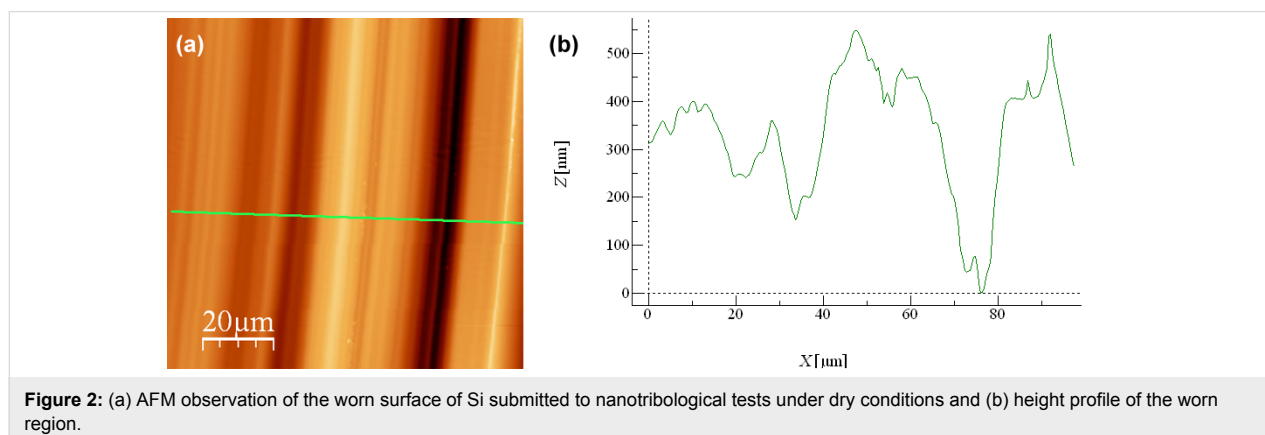 (a)
20µm
(b)
500
400
300
200
100
0
Z[nm]
0 20 40 60 80
X[µm]
Figure 2: (a) AFM observation of the worn surface of Si submitted to nanotribological tests under dry conditions and (b) height profile of the worn
region.